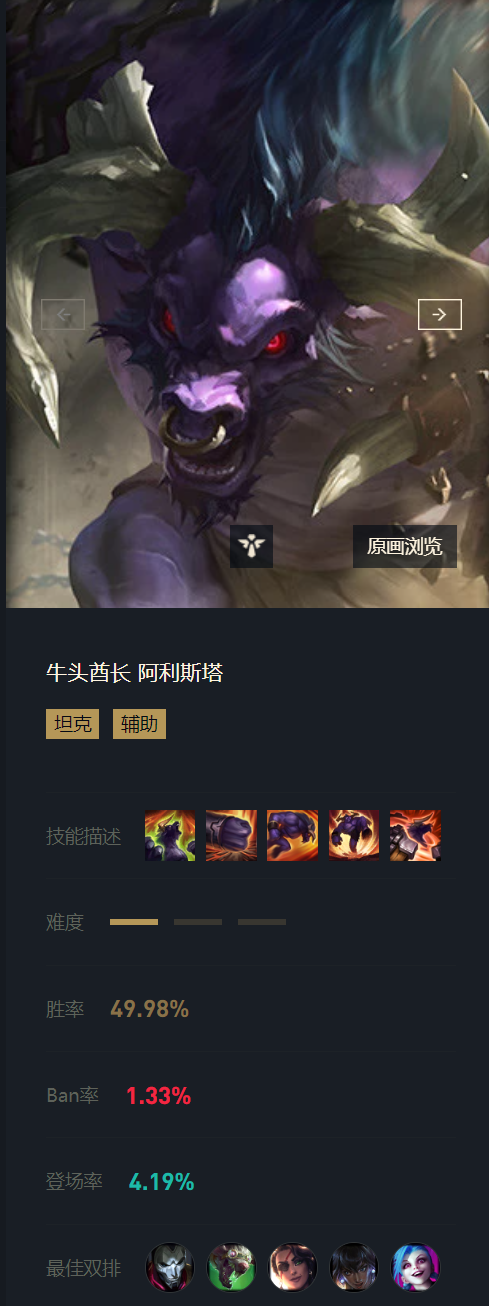 原画浏览
牛头酋长 阿利斯塔
坦克 辅助
技能描述
难度
胜率 49.98%
Ban率 1.33%
登场率 4.19%
最佳双排